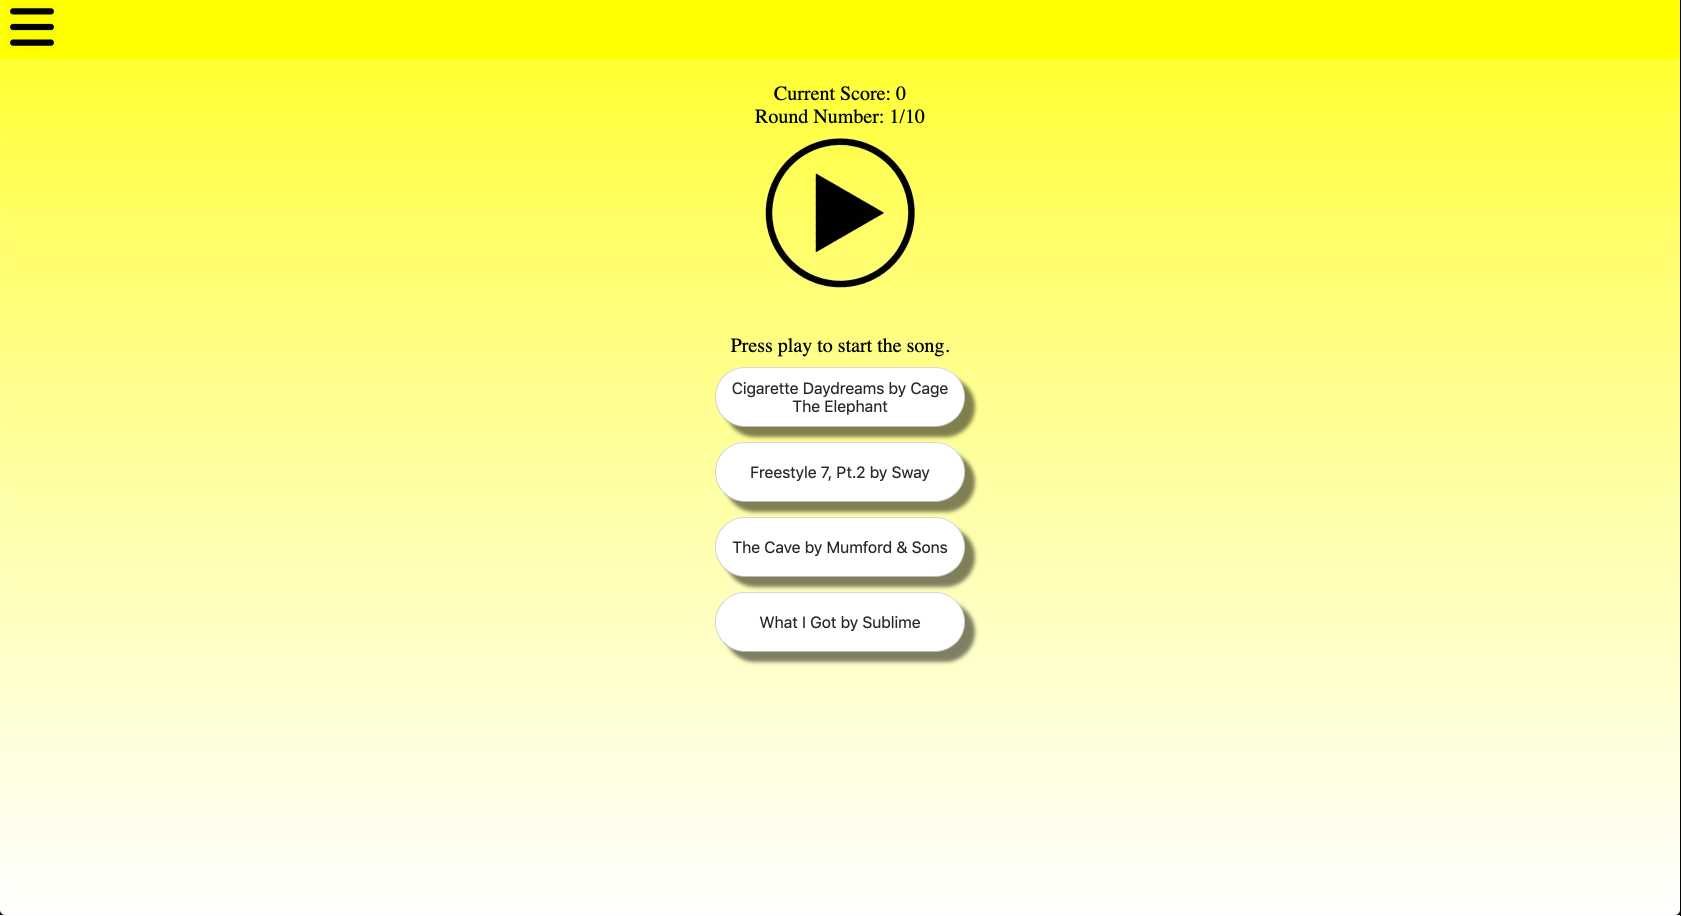 Current Score: 0
Round Number: 1/10
Press play to start the song.
Cigarette Daydreams by Cage
The Elephant
Freestyle 7, Pt.2 by Sway
The Cave by Mumford & Sons
What I Got by Sublime